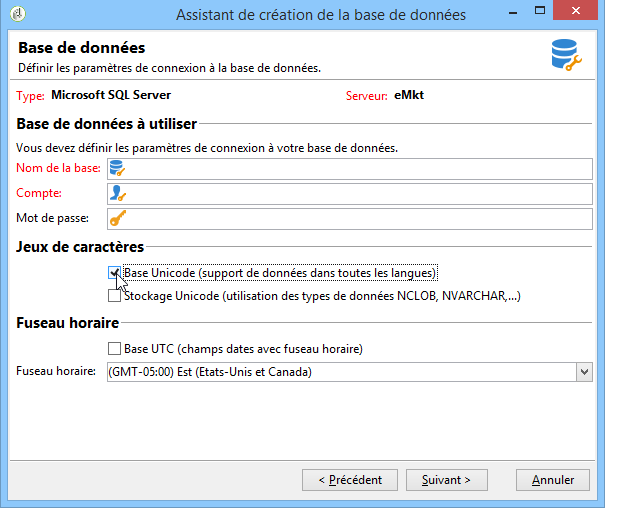 Assistant de création de la base de données
Base de données
Définir les paramètres de connexion à la base de données.
Type: Microsoft SQL Server Serveur: eMkt
Base de données à utiliser
Vous devez définir les paramètres de connexion à votre base de données.
Nom de la base:
Compte:
Mot de passe:
Jeux de caractères
Base Unicode (support de données dans toutes les langues)
Stockage Unicode (utilisation des types de données NCLOB, NVARCHAR,...)
Fuseau horaire
Base UTC (champs dates avec fuseau horaire)
Fuseau horaire: (GMT-05:00) Est (Etats-Unis et Canada)
< Précédent Suivant > Annuler